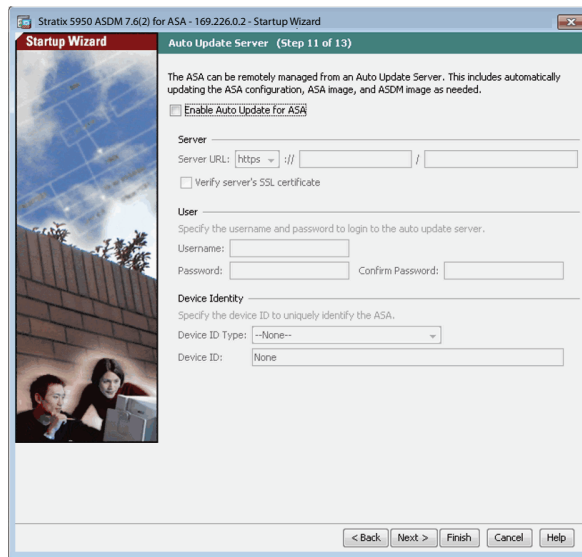 Stratix 5950 ASDM 7.6(2) for ASA - 169.226.0.2 - Startup Wizard
Startup Wizard
Auto Update Server (Step 11 of 13)
The ASA can be remotely managed from an Auto Update Server. This includes automatically
updating the ASA configuration, ASA image, and ASDM image as needed.
Enable Auto Update for ASA
Server
Server URL: https :// /
Verify server's SSL certificate
User
Specify the username and password to login to the auto update server.
Username:
Password: Confirm Password:
Device Identity
Specify the device ID to uniquely identify the ASA.
Device ID Type: --None--
Device ID: None
< Back Next > Finish Cancel Help